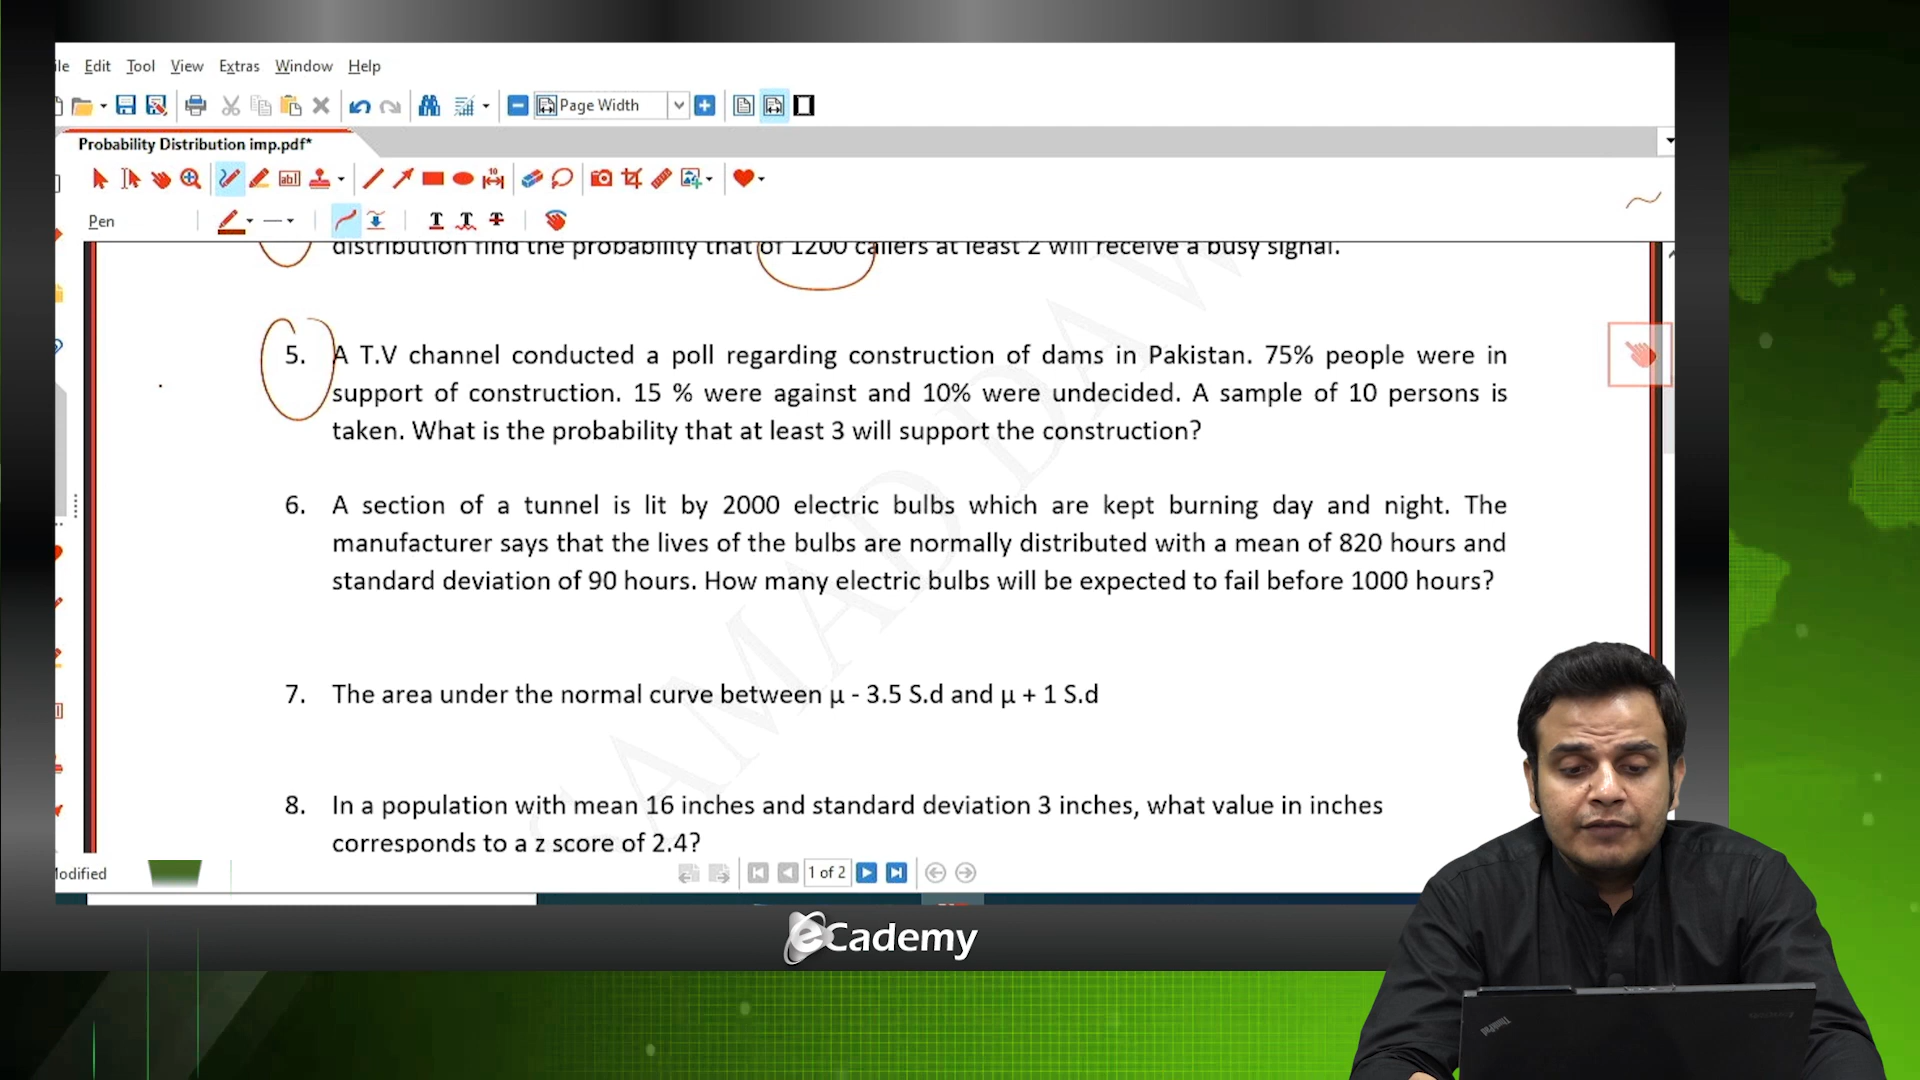 Edit Tool View Extras Window Help
Page Width
Probability Distribution imp.pdf*
Pen
distribution find the probability that of 1200 callers at least 2 will receive a busy signal.
5. A T.V channel conducted a poll regarding construction of dams in Pakistan. 75% people were in
support of construction. 15 % were against and 10% were undecided. A sample of 10 persons is
taken. What is the probability that at least 3 will support the construction?
6. A section of a tunnel is lit by 2000 electric bulbs which are kept burning day and night. The
manufacturer says that the lives of the bulbs are normally distributed with a mean of 820 hours and
standard deviation of 90 hours. How many electric bulbs will be expected to fail before 1000 hours?
7. The area under the normal curve between µ - 3.5 S.d and µ + 1 S.d
8. In a population with mean 16 inches and standard deviation 3 inches, what value in inches
corresponds to a z score of 2.4?
odified
1 of 2
eCademy
ThinkPad